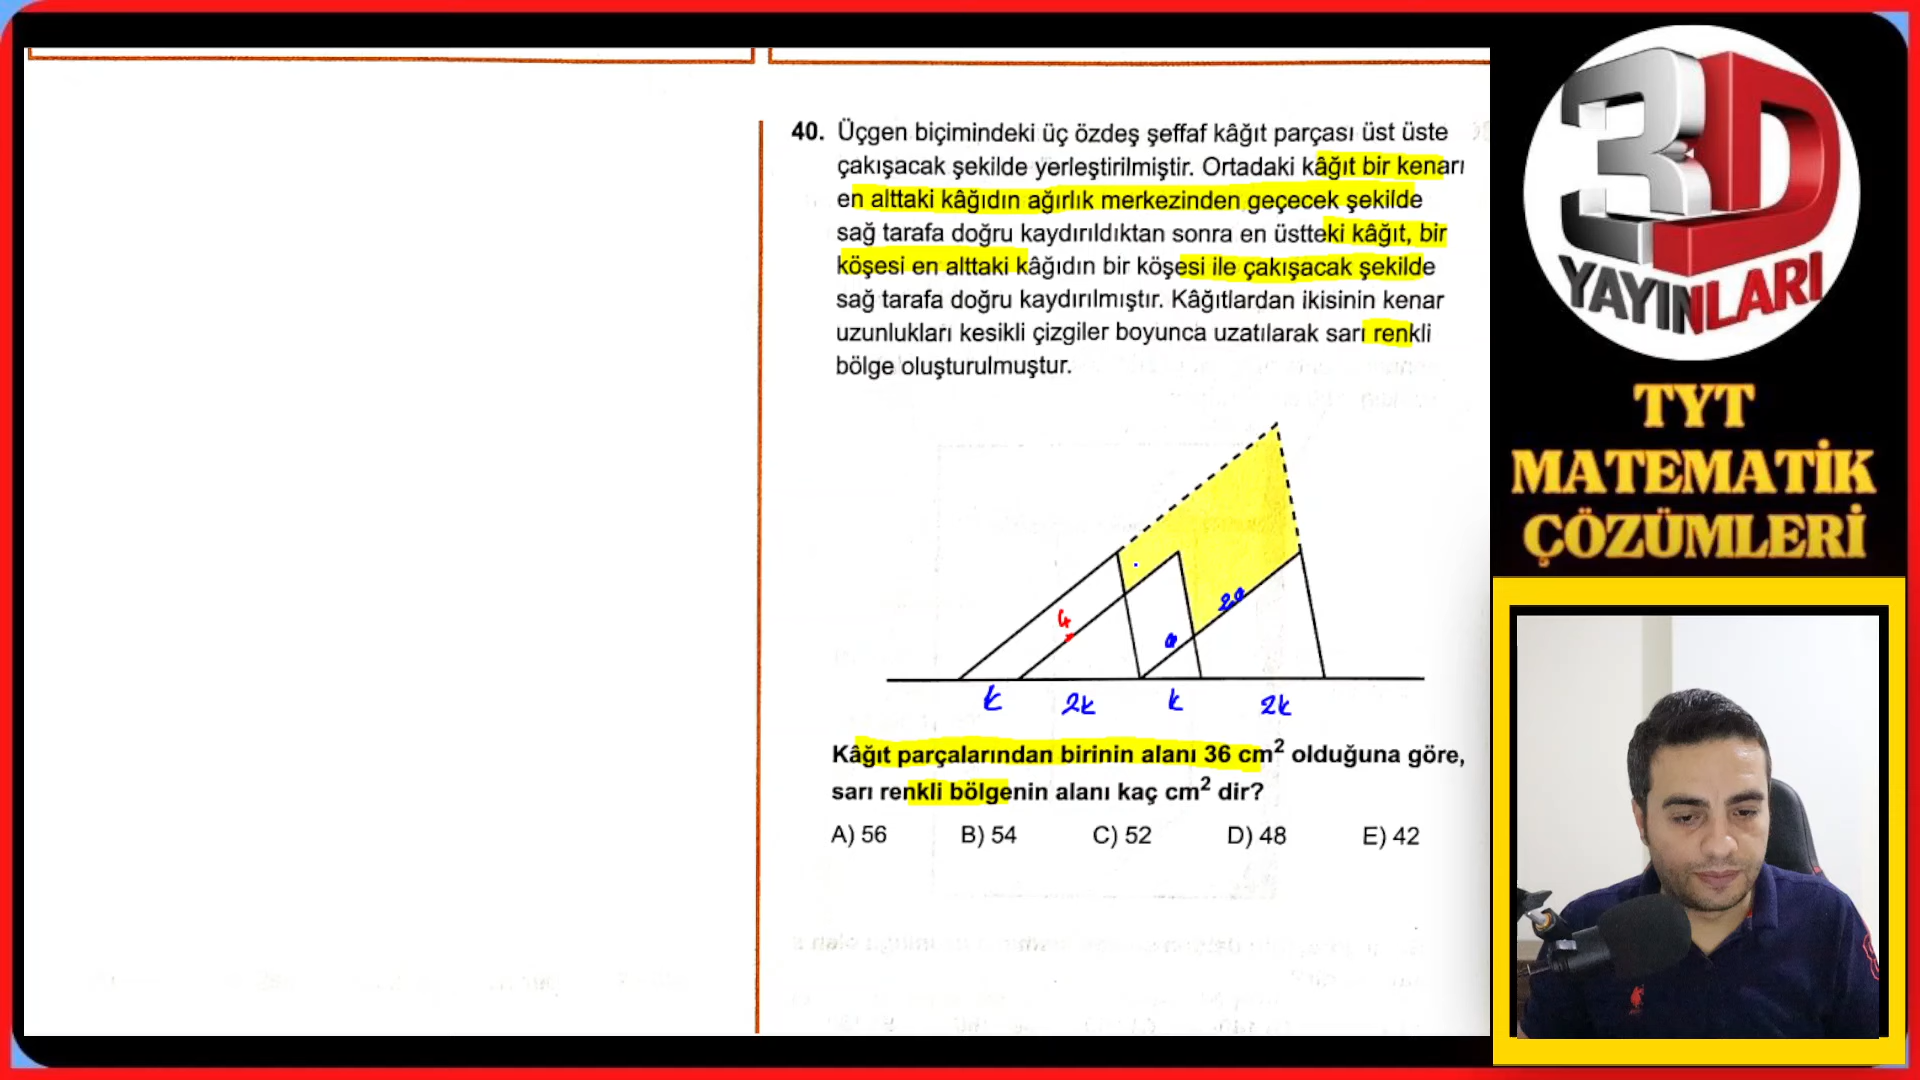 40. Üçgen biçimindeki üç özdeş şeffaf kâğıt parçası üst üste
çakışacak şekilde yerleştirilmiştir. Ortadaki kâğıt bir kenarı
en alttaki kâğıdın ağırlık merkezinden geçecek şekilde
sağ tarafa doğru kaydırıldıktan sonra en üstteki kâğıt, bir
köşesi en alttaki kâğıdın bir köşesi ile çakışacak şekilde
sağ tarafa doğru kaydırılmıştır. Kâğıtlardan ikisinin kenar
uzunlukları kesikli çizgiler boyunca uzatılarak sarı renkli
bölge oluşturulmuştur.
G
2a
a
k 2k k 2k
Kâğıt parçalarından birinin alanı 36 cm² olduğuna göre,
sarı renkli bölgenin alanı kaç cm² dir?
A) 56 B) 54 C) 52 D) 48 E) 42
3D
YAYINLARI
TYT
MATEMATİK
ÇÖZÜMLERİ